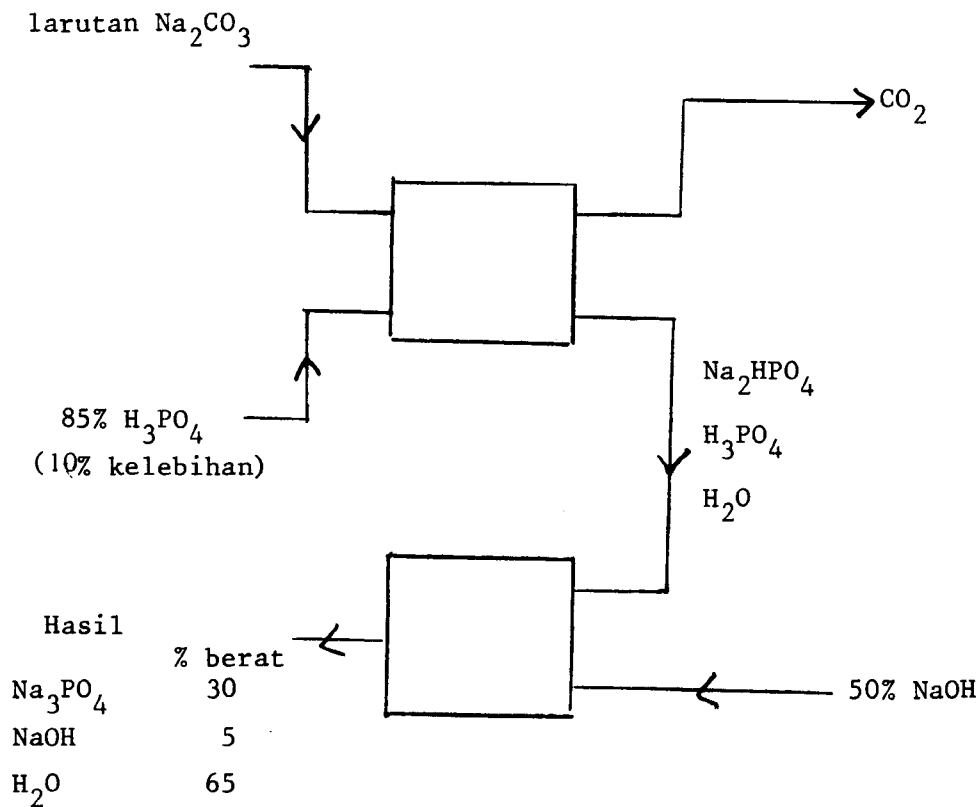 larutan Na₂CO₃
CO₂
85% H₃PO₄
(10% kelebihan)
Na₂HPO₄
H₃PO₄
H₂O
Hasil
% berat
Na₃PO₄ 30
NaOH 5
H₂O 65
50% NaOH